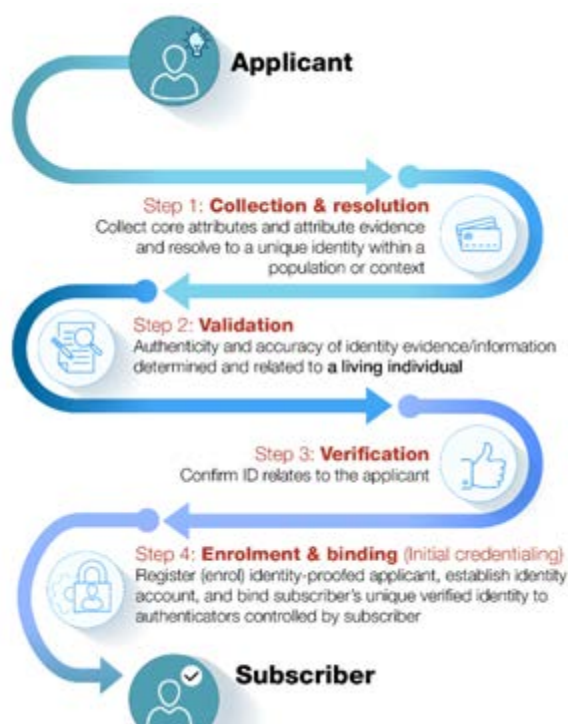 Applicant
Step 1: Collection & resolution
Collect core attributes and attribute evidence
and resolve to a unique identity within a
population or context
Step 2: Validation
Authenticity and accuracy of identity evidence/information
determined and related to a living individual
Step 3: Verification
Confirm ID relates to the applicant
Step 4: Enrolment & binding (Initial credentialing)
Register (enrol) identity-proofed applicant, establish identity
account, and bind subscriber's unique verified identity to
authenticators controlled by subscriber
Subscriber